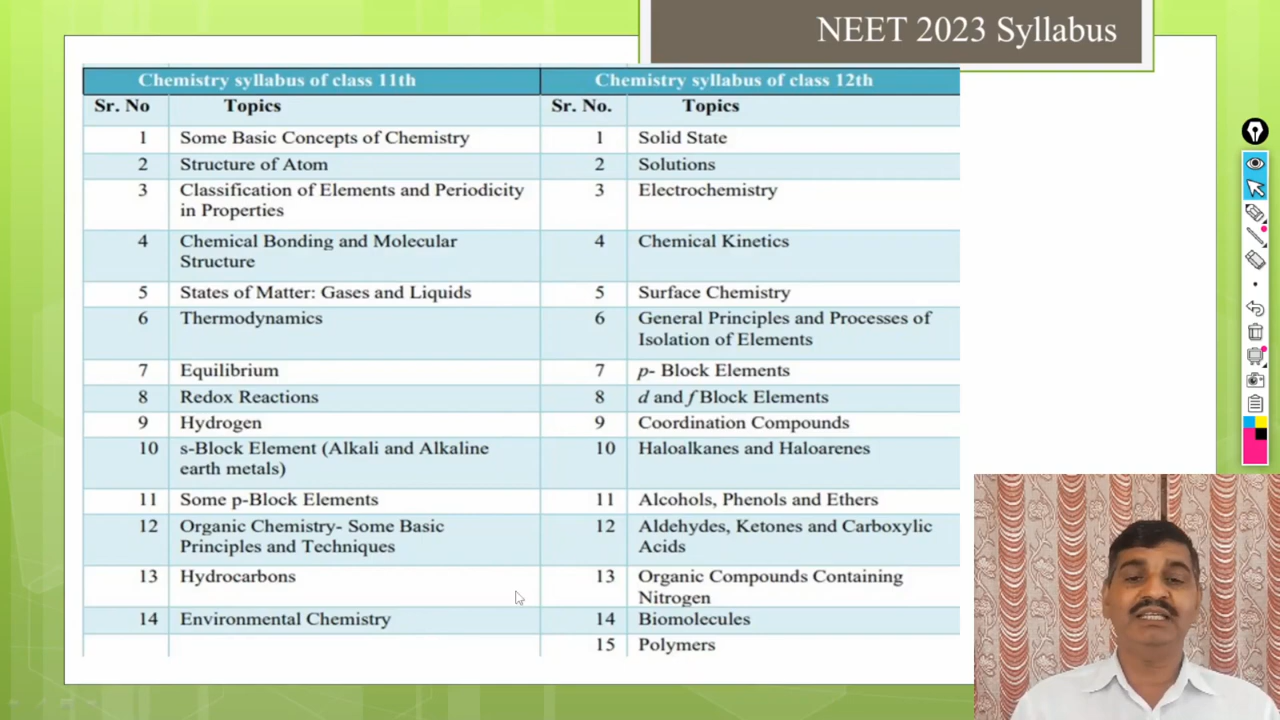 NEET 2023 Syllabus
Chemistry syllabus of class 11th Chemistry syllabus of class 12th
Sr. No Topics Sr. No. Topics
1 Some Basic Concepts of Chemistry 1 Solid State
2 Structure of Atom 2 Solutions
3 Classification of Elements and Periodicity 3 Electrochemistry
in Properties
4 Chemical Bonding and Molecular 4 Chemical Kinetics
Structure
5 States of Matter: Gases and Liquids 5 Surface Chemistry
6 Thermodynamics 6 General Principles and Processes of
Isolation of Elements
7 Equilibrium 7 p- Block Elements
8 Redox Reactions 8 d and f Block Elements
9 Hydrogen 9 Coordination Compounds
10 s-Block Element (Alkali and Alkaline 10 Haloalkanes and Haloarenes
earth metals)
11 Some p-Block Elements 11 Alcohols, Phenols and Ethers
12 Organic Chemistry- Some Basic 12 Aldehydes, Ketones and Carboxylic
Principles and Techniques Acids
13 Hydrocarbons 13 Organic Compounds Containing
Nitrogen
14 Environmental Chemistry 14 Biomolecules
15 Polymers